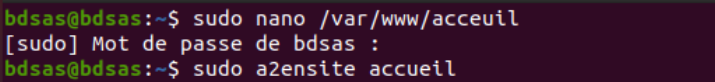 bdsas@bdsas:~$ sudo nano /var/www/acceuil
[sudo] Mot de passe de bdsas :
bdsas@bdsas:~$ sudo a2ensite accueil